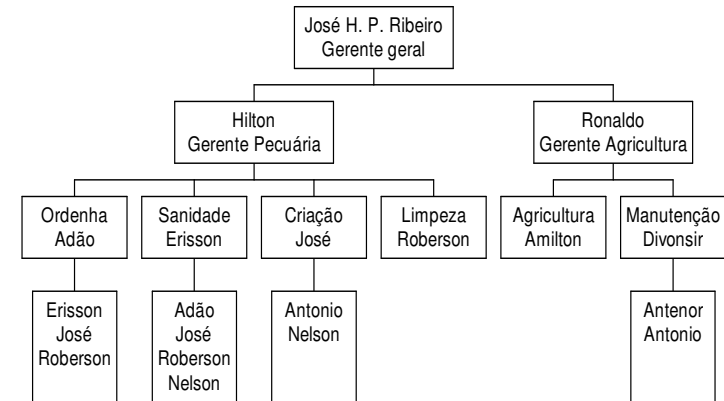 José H. P. Ribeiro
Gerente geral
Hilton
Gerente Pecuária
Ronaldo
Gerente Agricultura
Ordenha
Adão
Sanidade
Erisson
Criação
José
Limpeza
Roberson
Agricultura
Amilton
Manutenção
Divonsir
Erisson
José
Roberson
Adão
José
Roberson
Nelson
Antonio
Nelson
Antenor
Antonio